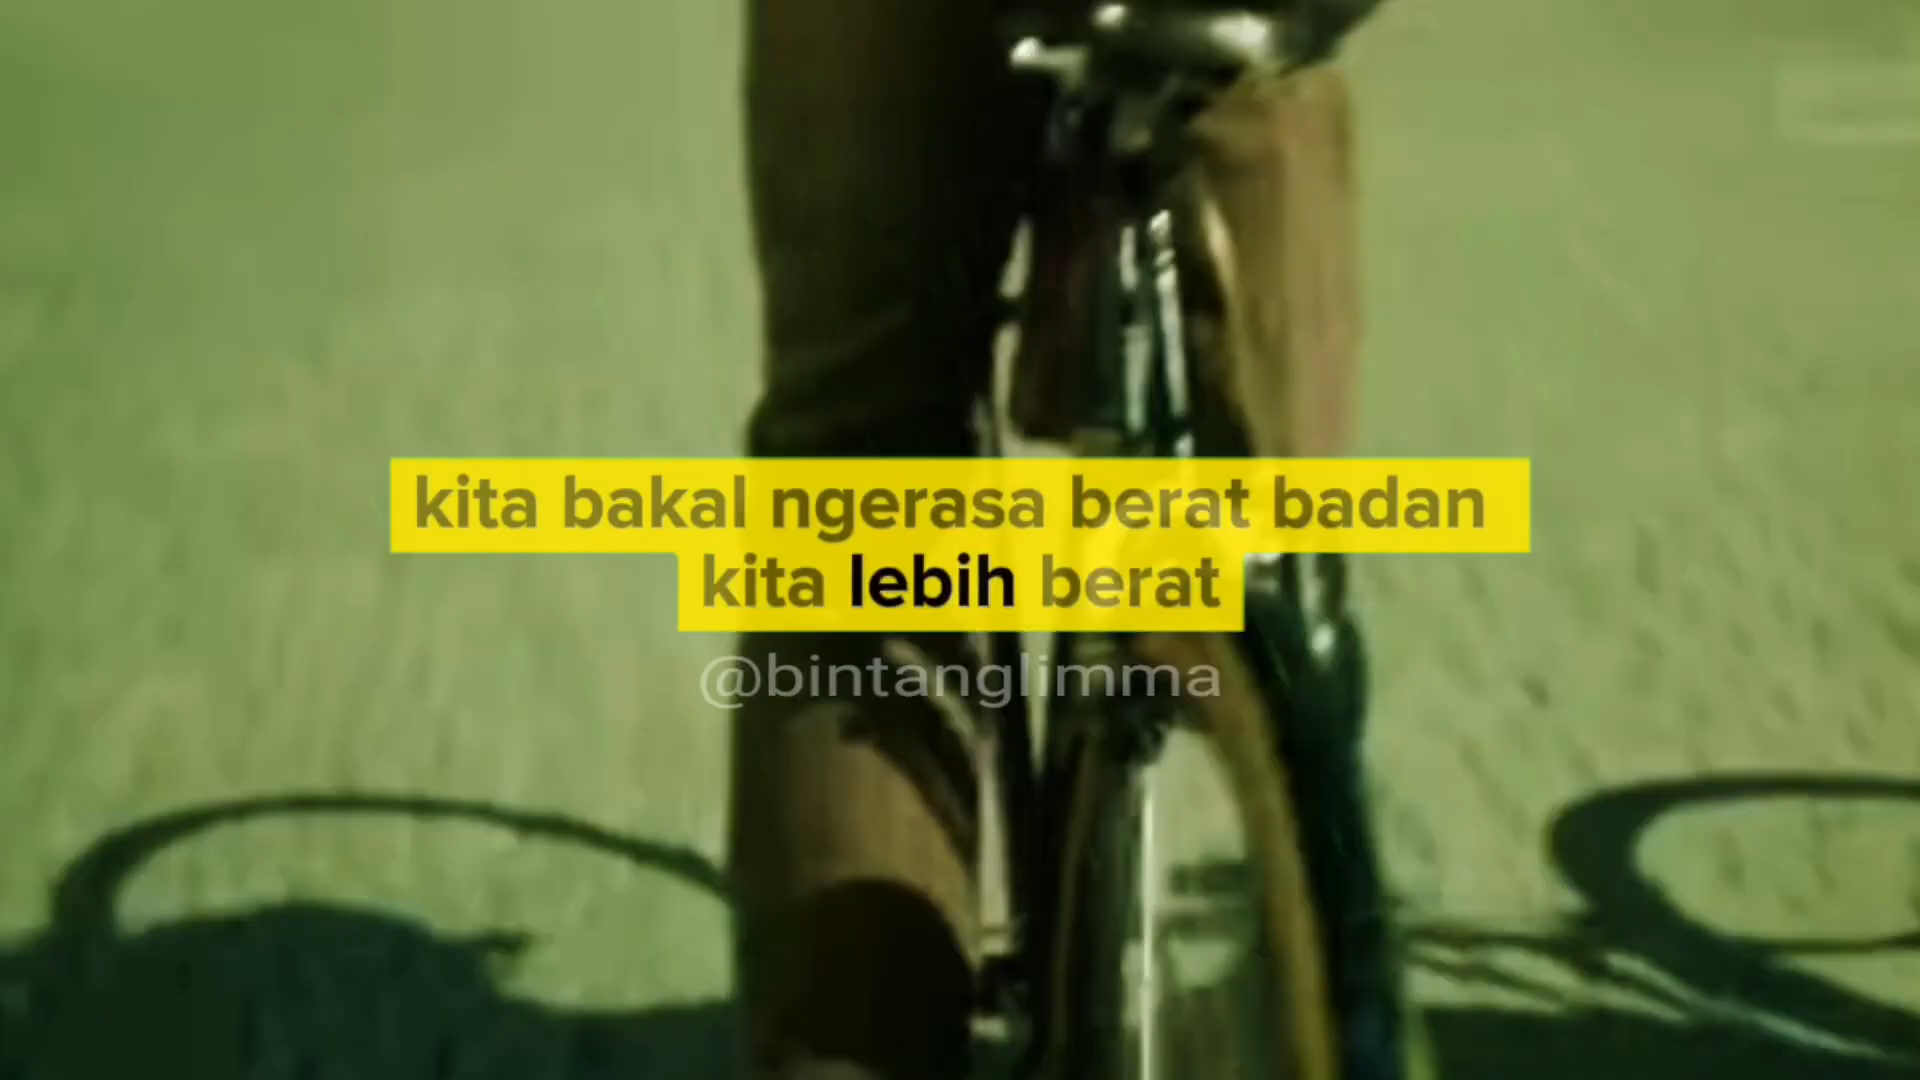 kita bakal ngerasa berat badan
kita lebih berat
@bintanglimma